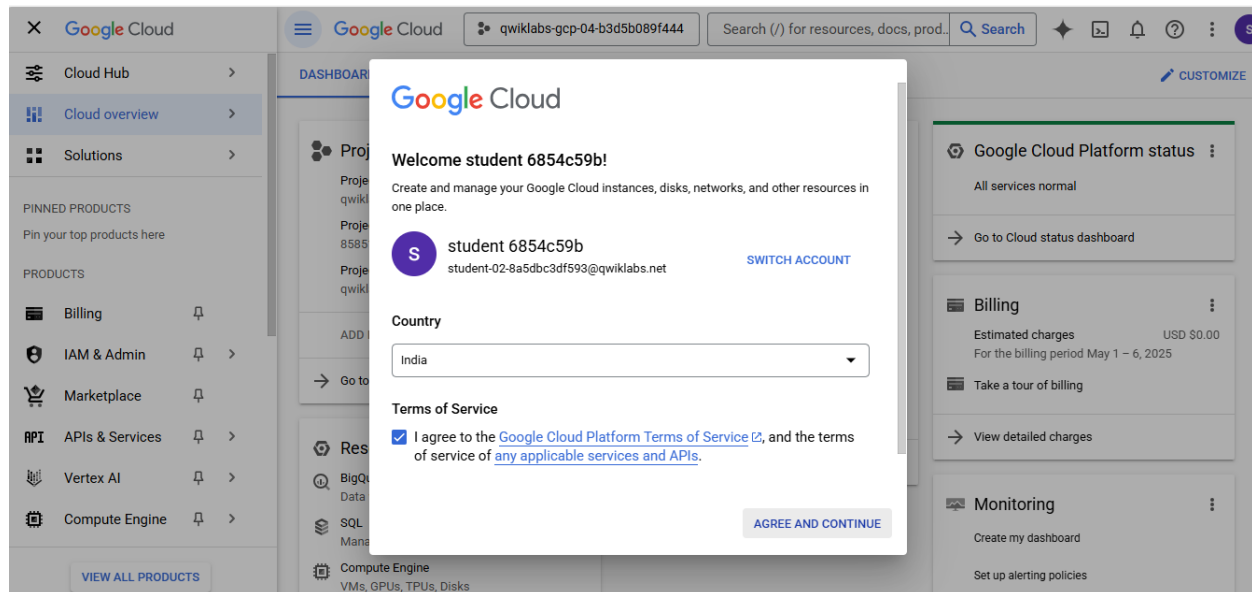 Google Cloud
Google Cloud
qwiklabs-gcp-04-b3d5b089f444
Search (/) for resources, docs, prod..
Search
S
Cloud Hub
Cloud overview
Solutions
PINNED PRODUCTS
Pin your top products here
PRODUCTS
Billing
IAM & Admin
Marketplace
API
APIs & Services
Vertex AI
Compute Engine
VIEW ALL PRODUCTS
DASHBOAR
CUSTOMIZE
Proj
Proje
qwikl
Proje
8585
Proje
qwikl
ADD
Go to
Res
BigQu
Data
SQL
Mana
Compute Engine
VMs, GPUs, TPUs, Disks
Google Cloud
Welcome student 6854c59b!
Create and manage your Google Cloud instances, disks, networks, and other resources in
one place.
S
student 6854c59b
student-02-8a5dbc3df593@qwiklabs.net
SWITCH ACCOUNT
Country
India
Terms of Service
I agree to the Google Cloud Platform Terms of Service, and the terms
of service of any applicable services and APIs.
AGREE AND CONTINUE
Google Cloud Platform status
All services normal
Go to Cloud status dashboard
Billing
Estimated charges USD $0.00
For the billing period May 1 – 6, 2025
Take a tour of billing
View detailed charges
Monitoring
Create my dashboard
Set up alerting policies